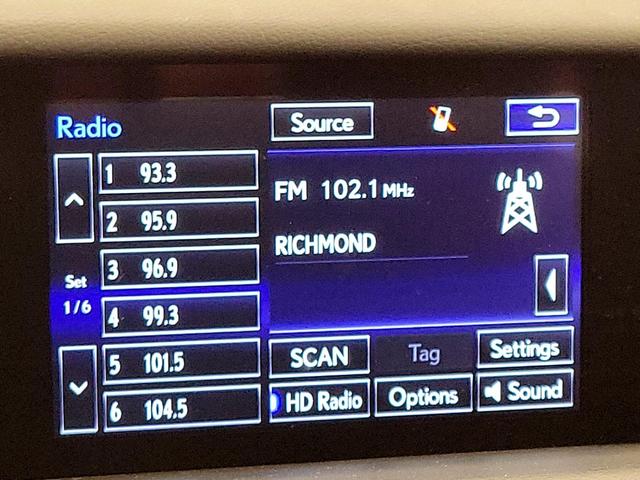 Radio
Source
1 93.3
2 95.9
3 96.9
4 99.3
5 101.5
6 104.5
Set
1/6
FM 102.1 MHz
RICHMOND
SCAN
Tag
Settings
HD Radio
Options
Sound